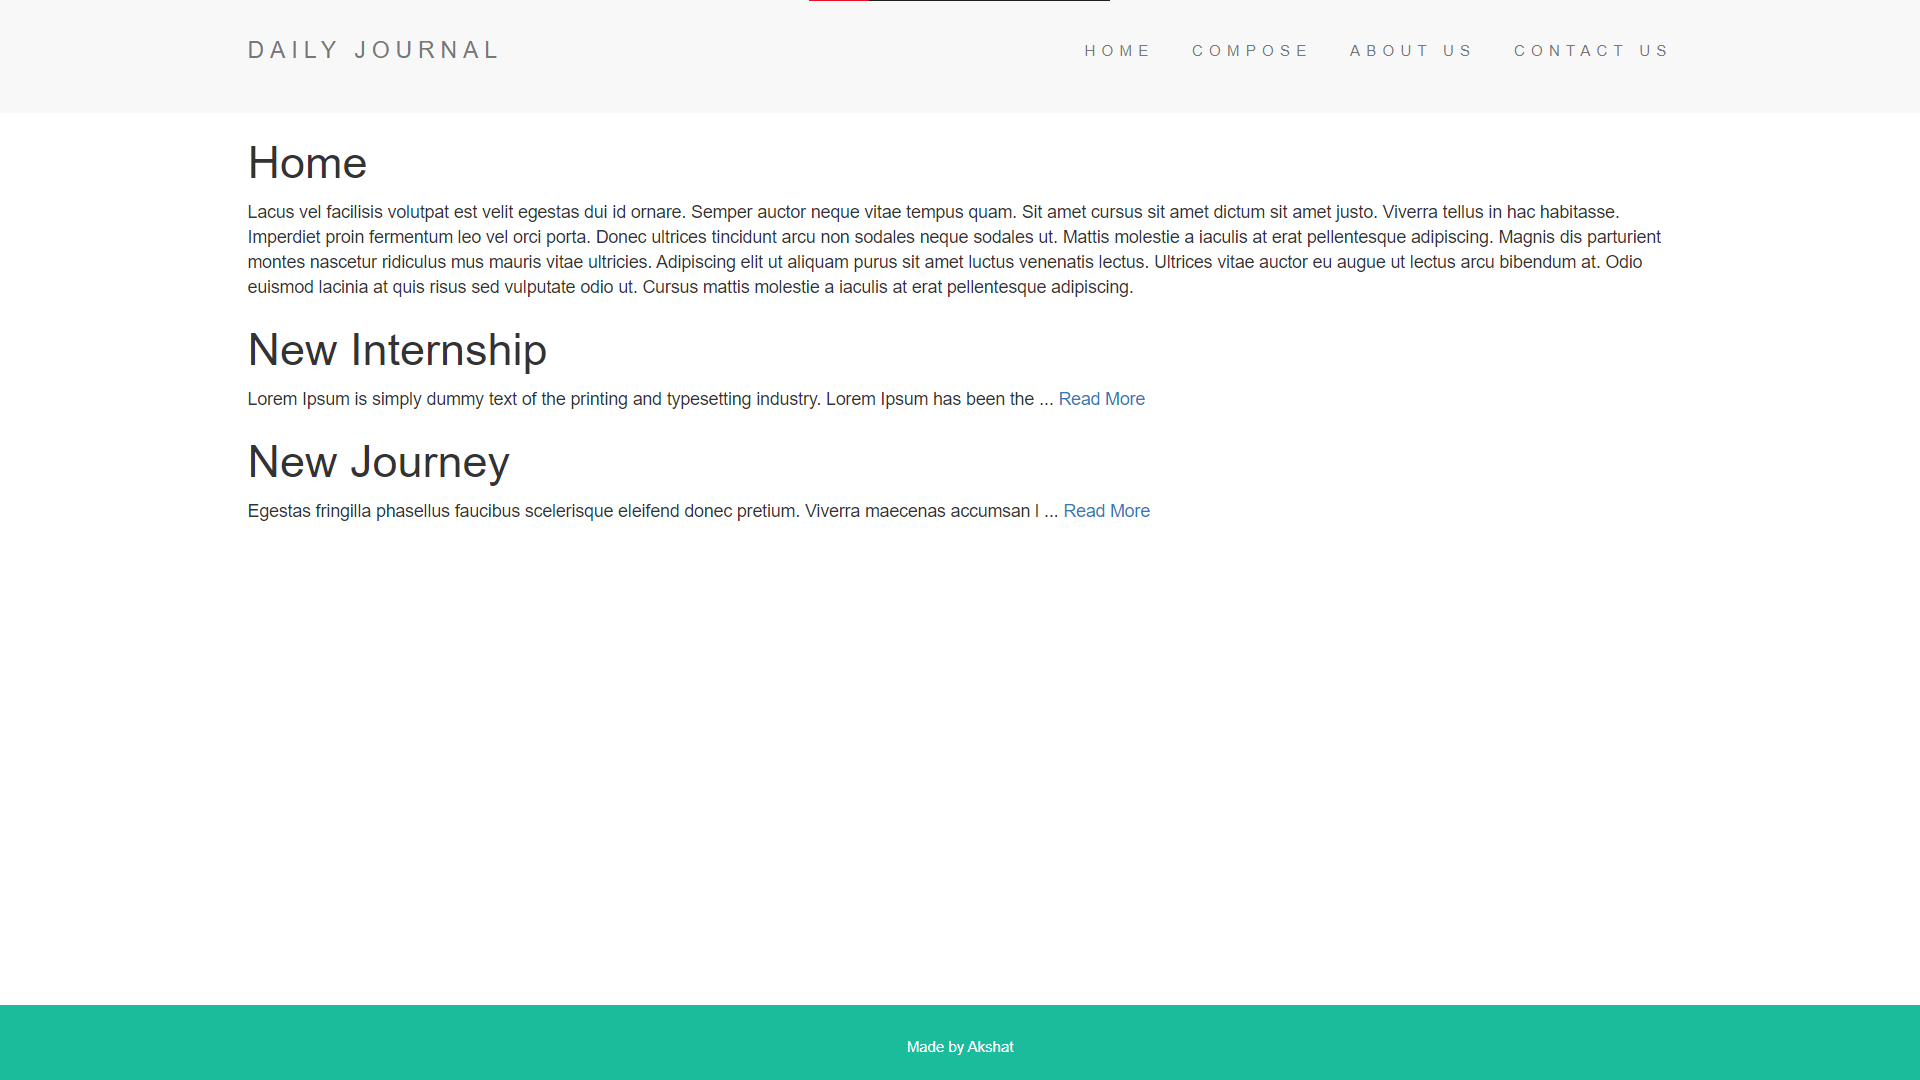 DAILY JOURNAL
HOME COMPOSE ABOUT US CONTACT US
Home
Lacus vel facilisis volutpat est velit egestas dui id ornare. Semper auctor neque vitae tempus quam. Sit amet cursus sit amet dictum sit amet justo. Viverra tellus in hac habitasse.
Imperdiet proin fermentum leo vel orci porta. Donec ultrices tincidunt arcu non sodales neque sodales ut. Mattis molestie a iaculis at erat pellentesque adipiscing. Magnis dis parturient
montes nascetur ridiculus mus mauris vitae ultricies. Adipiscing elit ut aliquam purus sit amet luctus venenatis lectus. Ultrices vitae auctor eu augue ut lectus arcu bibendum at. Odio
euismod lacinia at quis risus sed vulputate odio ut. Cursus mattis molestie a iaculis at erat pellentesque adipiscing.
New Internship
Lorem Ipsum is simply dummy text of the printing and typesetting industry. Lorem Ipsum has been the ... Read More
New Journey
Egestas fringilla phasellus faucibus scelerisque eleifend donec pretium. Viverra maecenas accumsan l ... Read More
Made by Akshat